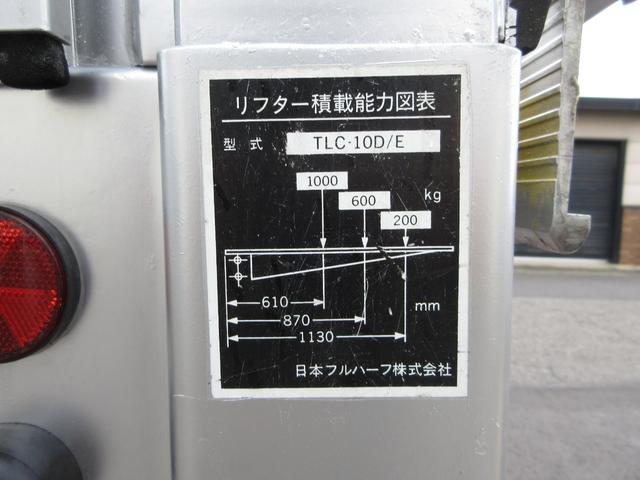 リフター積載能力図表
型式 TLC-10D/E
1000
600 kg
200
610 mm
870
1130
日本フルハーフ株式会社